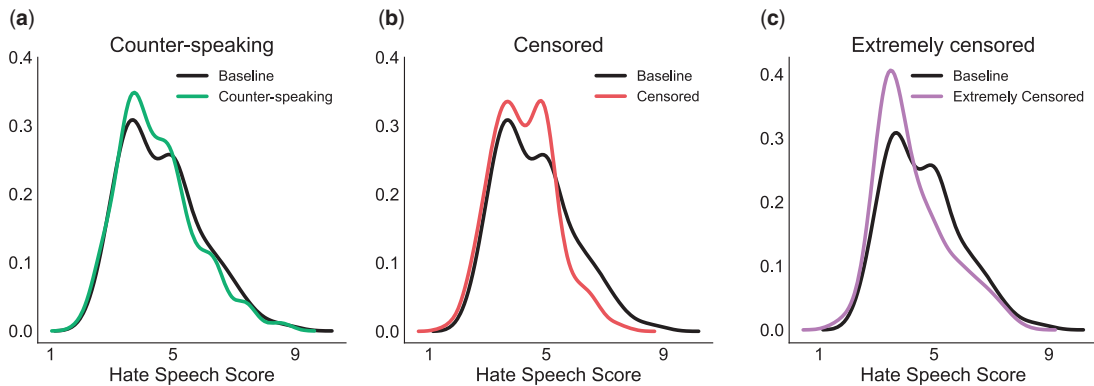 (a)
Counter-speaking
0.4
0.3
0.2
0.1
0.0
Baseline
Counter-speaking
1 5 9
Hate Speech Score
(b)
Censored
0.4
0.3
0.2
0.1
0.0
Baseline
Censored
1 5 9
Hate Speech Score
(c)
Extremely censored
0.4
0.3
0.2
0.1
0.0
Baseline
Extremely Censored
1 5 9
Hate Speech Score